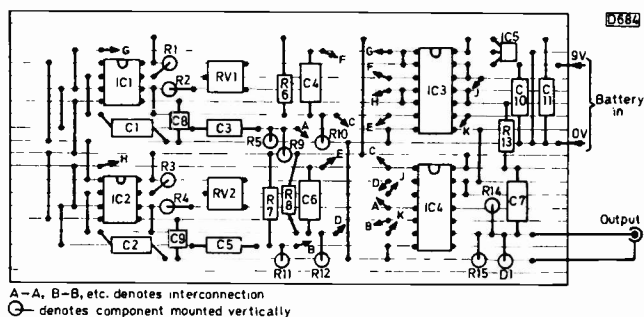 D684
G
R1
IC5
F
G
9V
IC1
R2
RV1
R6
C4
F
IC3
H
J
C10
C11
Battery in
C1
C8
C3
A
C
E
K
R13
0V
R5
R9
R10
H
R3
E
C
D
J
R14
IC2
R4
RV2
R7
R8
C6
A
K
IC4
C7
D
Output
C2
C9
C5
B
R11
R12
R15
D1
A–A, B–B, etc. denotes interconnection
denotes component mounted vertically